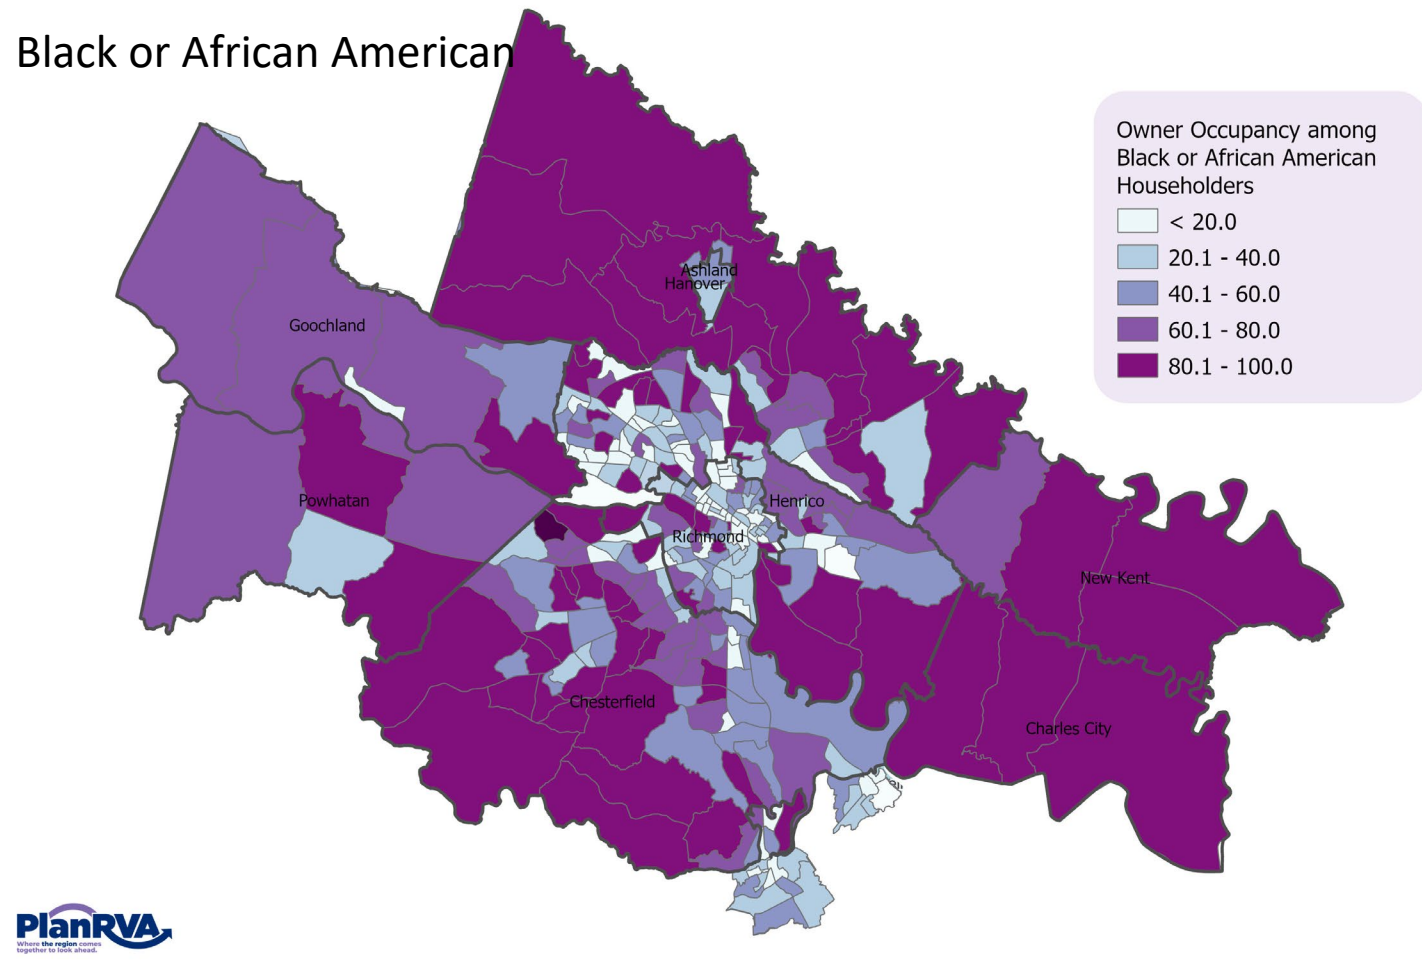 Black or African American
Owner Occupancy among
Black or African American
Householders
< 20.0
20.1 - 40.0
40.1 - 60.0
60.1 - 80.0
80.1 - 100.0
Ashland
Hanover
Goochland
Powhatan
Henrico
Richmond
New Kent
Chesterfield
Charles City
PlanRVA
Where the region comes
together to look ahead.